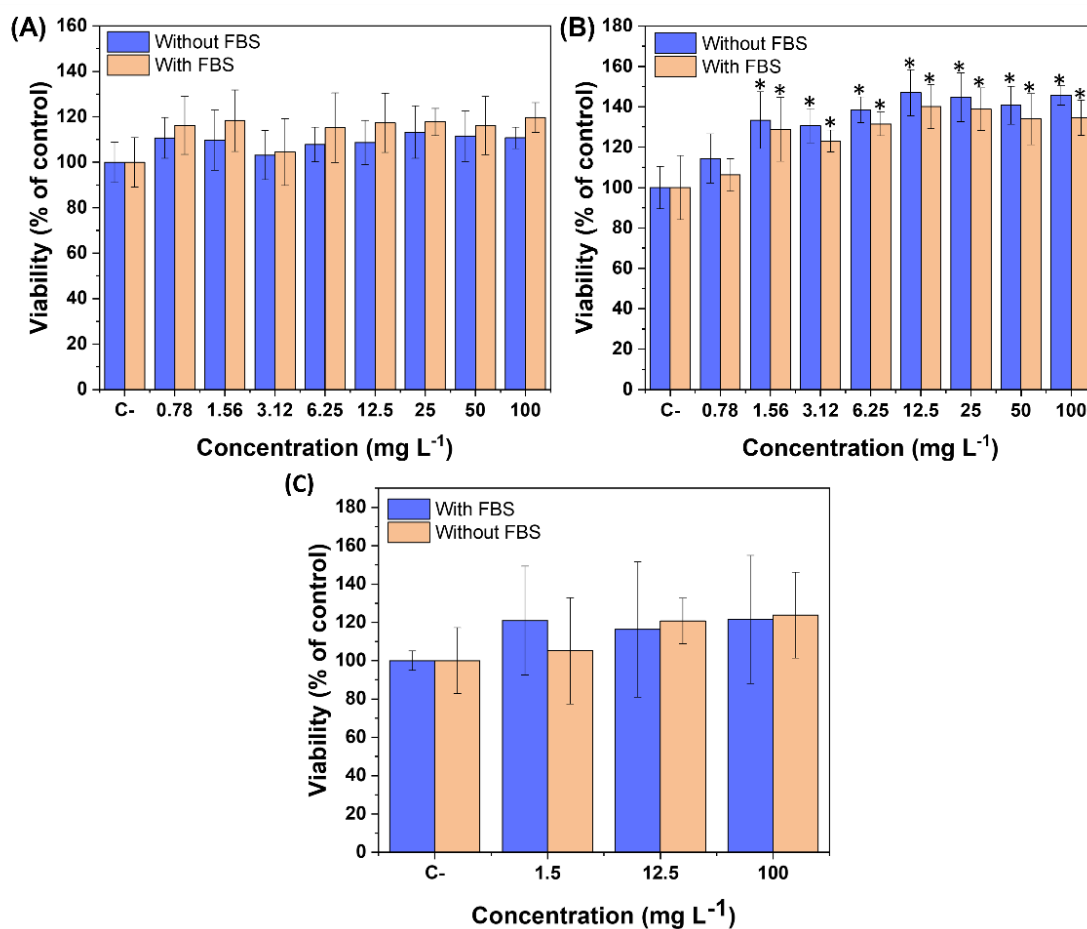 (A)
Without FBS
With FBS
Viability (% of control)
160
140
120
100
80
60
40
20
0
C- 0.78 1.56 3.12 6.25 12.5 25 50 100
Concentration (mg L⁻¹)
(B)
Without FBS
With FBS
Viability (% of control)
180
160
140
120
100
80
60
40
20
0
* * * * * * * * * * * * * *
C- 0.78 1.56 3.12 6.25 12.5 25 50 100
Concentration (mg L⁻¹)
(C)
With FBS
Without FBS
Viability (% of control)
180
160
140
120
100
80
60
40
20
0
C- 1.5 12.5 100
Concentration (mg L⁻¹)